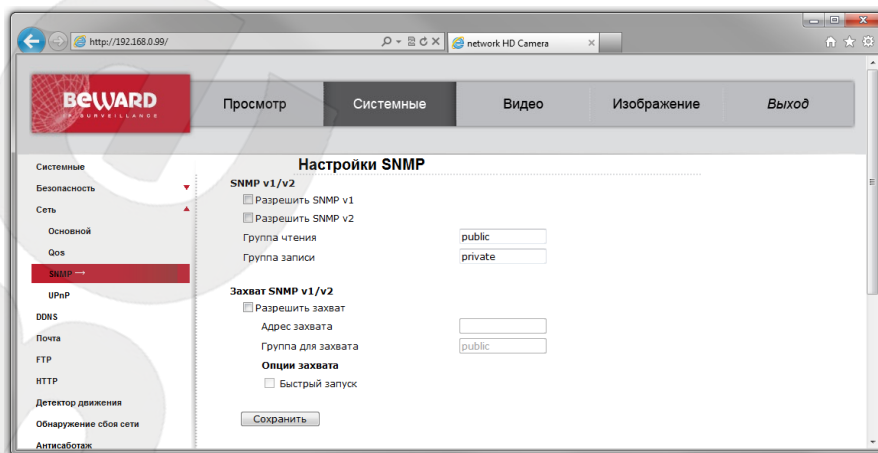 http://192.168.0.99/
network HD Camera
BEWARD
IP SURVEILLANCE
Просмотр
Системные
Видео
Изображение
Выход
Системные
Безопасность
Сеть
Основной
Qos
SNMP →
UPnP
DDNS
Почта
FTP
HTTP
Детектор движения
Обнаружение сбоя сети
Антисаботаж
Настройки SNMP
SNMP v1/v2
Разрешить SNMP v1
Разрешить SNMP v2
Группа чтения public
Группа записи private
Захват SNMP v1/v2
Разрешить захват
Адрес захвата
Группа для захвата public
Опции захвата
Быстрый запуск
Сохранить